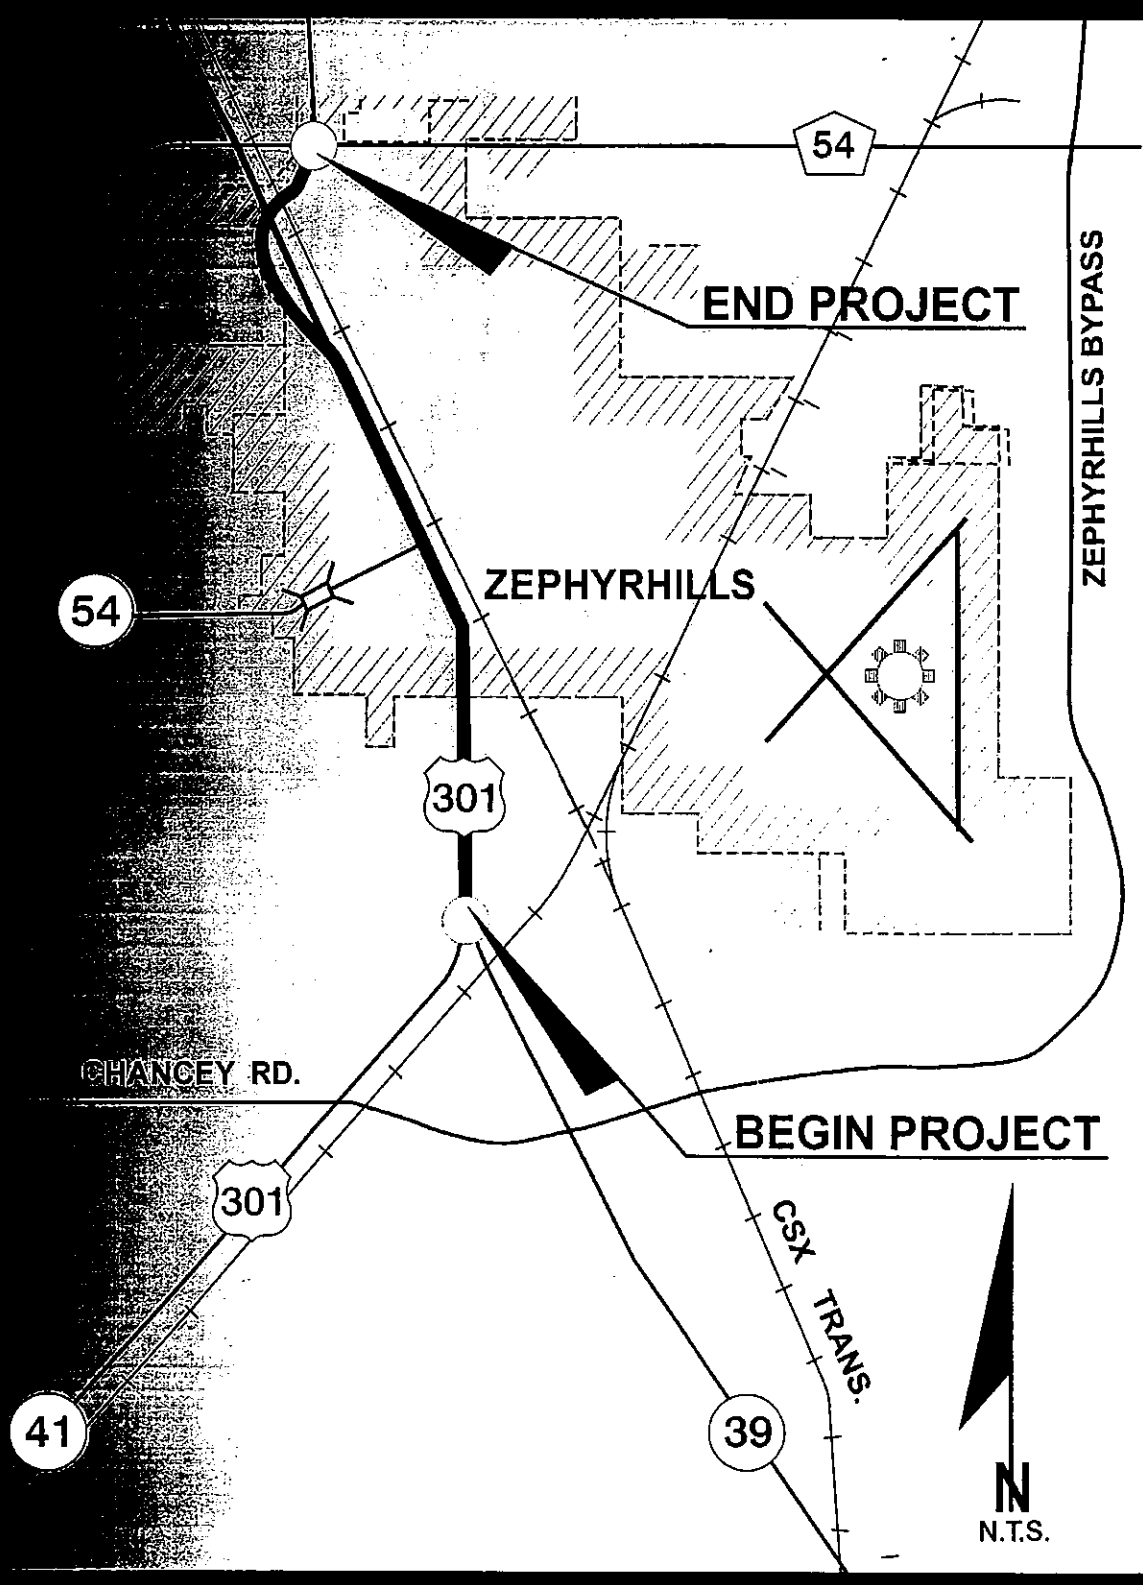 54
END PROJECT
ZEPHYRHILLS BYPASS
ZEPHYRHILLS
54
301
CHANCEY RD.
BEGIN PROJECT
301
CSX TRANS.
41
39
N
N.T.S.